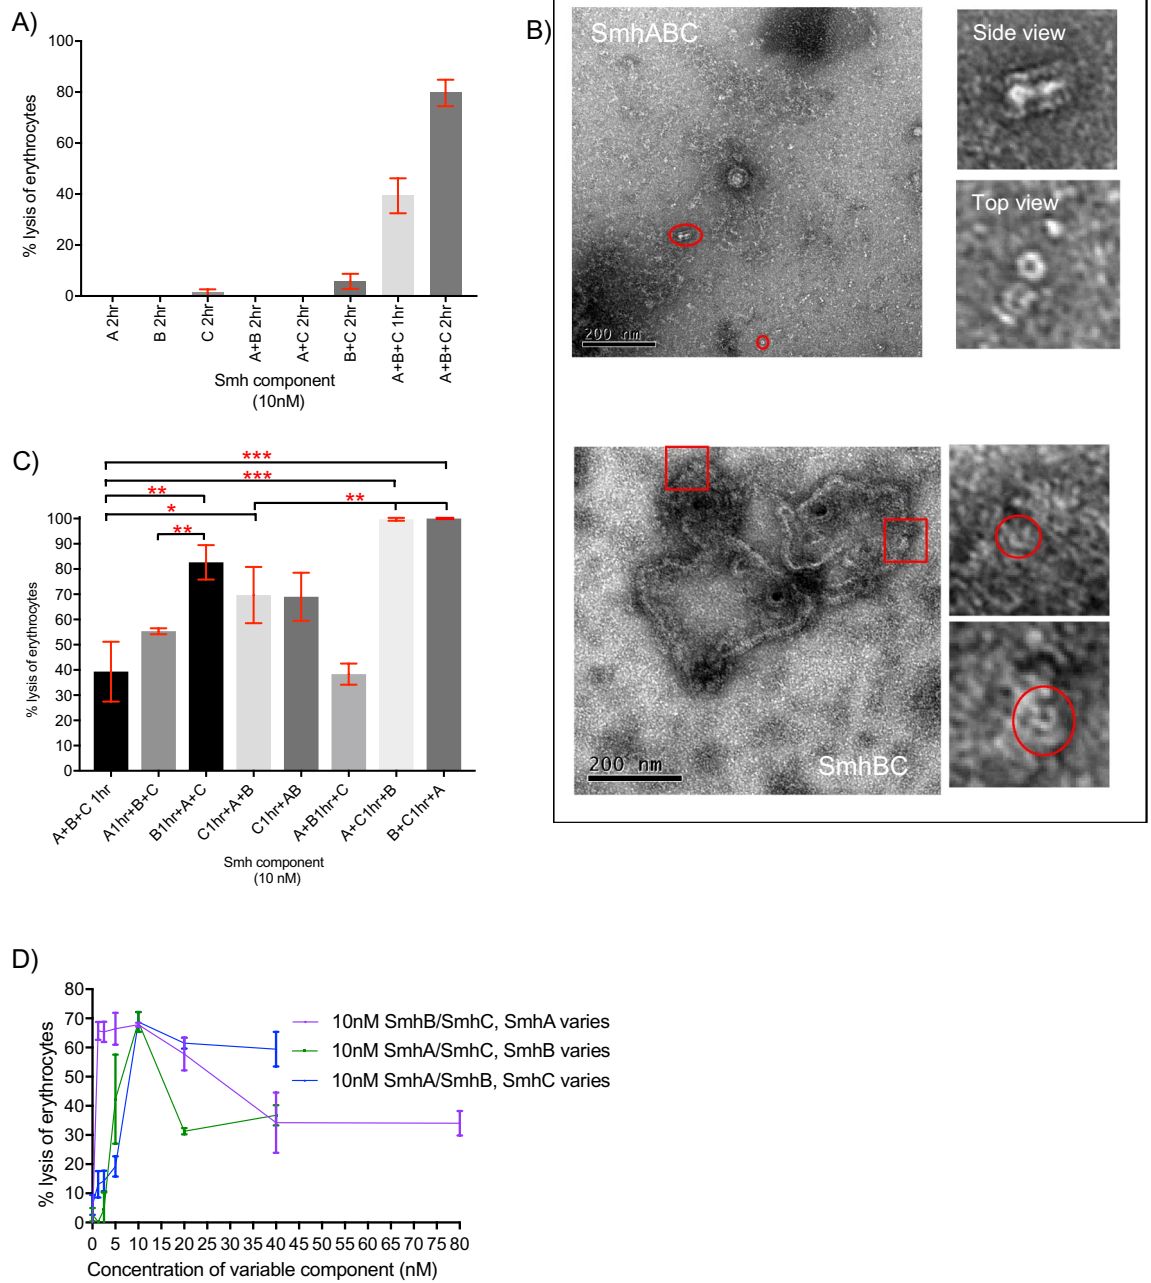 A)
100
80
60
40
20
0
% lysis of erythrocytes
A 2hr
B 2hr
C 2hr
A+B 2hr
A+C 2hr
B+C 2hr
A+B+C 1hr
A+B+C 2hr
Smh component
(10nM)
B)
SmhABC
200 nm
Side view
Top view
200 nm
SmhBC
C)
***
***
**
*
**
**
100
90
80
70
60
50
40
30
20
10
0
% lysis of erythrocytes
A+B+C 1hr
A1hr+B+C
B1hr+A+C
C1hr+A+B
C1hr+AB
A+B1hr+C
A+C1hr+B
B+C1hr+A
Smh component
(10 nM)
D)
80
70
60
50
40
30
20
10
0
% lysis of erythrocytes
10nM SmhB/SmhC, SmhA varies
10nM SmhA/SmhC, SmhB varies
10nM SmhA/SmhB, SmhC varies
0 5 10 15 20 25 30 35 40 45 50 55 60 65 70 75 80
Concentration of variable component (nM)